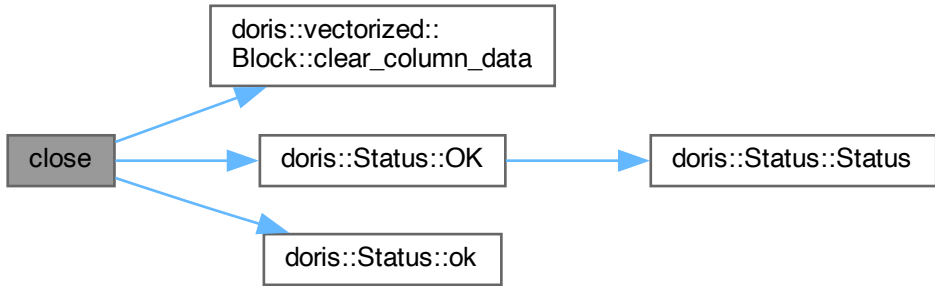 doris::vectorized::
Block::clear_column_data
close
doris::Status::OK
doris::Status::Status
doris::Status::ok